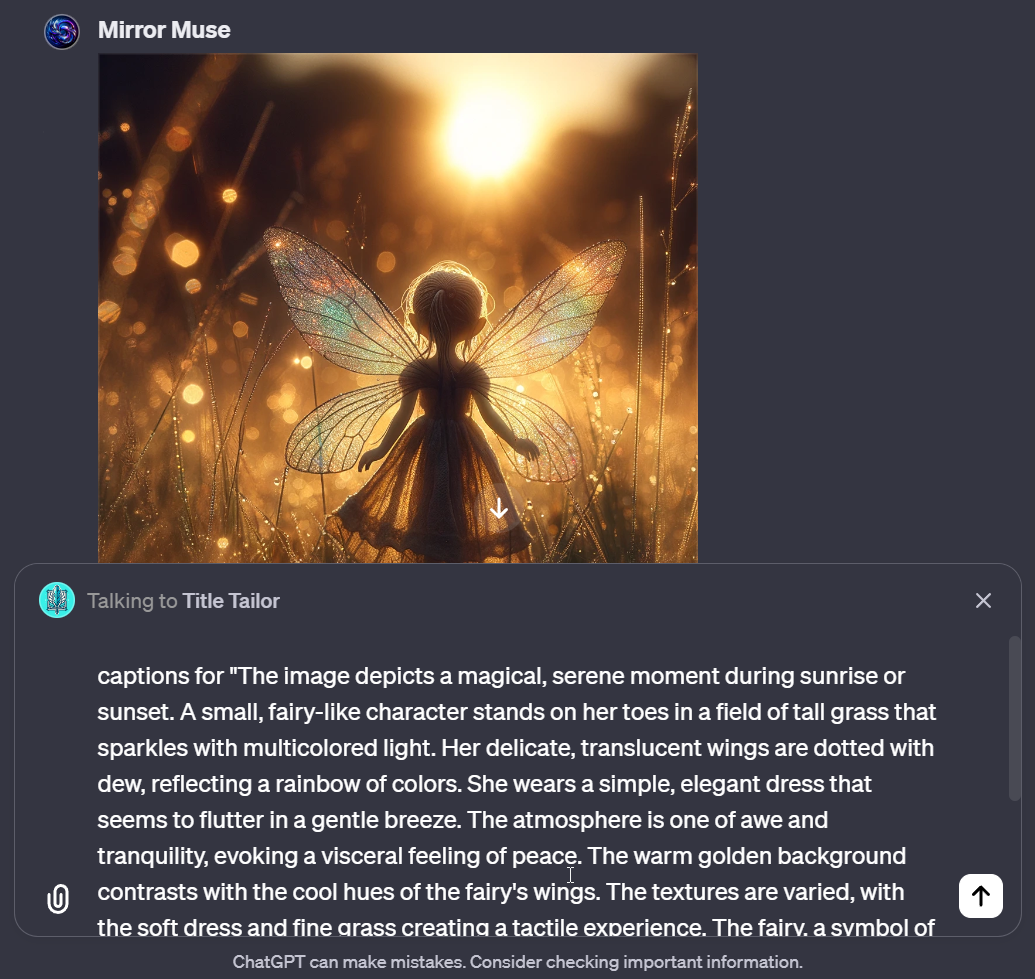 Mirror Muse
Talking to Title Tailor
captions for "The image depicts a magical, serene moment during sunrise or
sunset. A small, fairy-like character stands on her toes in a field of tall grass that
sparkles with multicolored light. Her delicate, translucent wings are dotted with
dew, reflecting a rainbow of colors. She wears a simple, elegant dress that
seems to flutter in a gentle breeze. The atmosphere is one of awe and
tranquility, evoking a visceral feeling of peace. The warm golden background
contrasts with the cool hues of the fairy's wings. The textures are varied, with
the soft dress and fine grass creating a tactile experience. The fairy, a symbol of
ChatGPT can make mistakes. Consider checking important information.